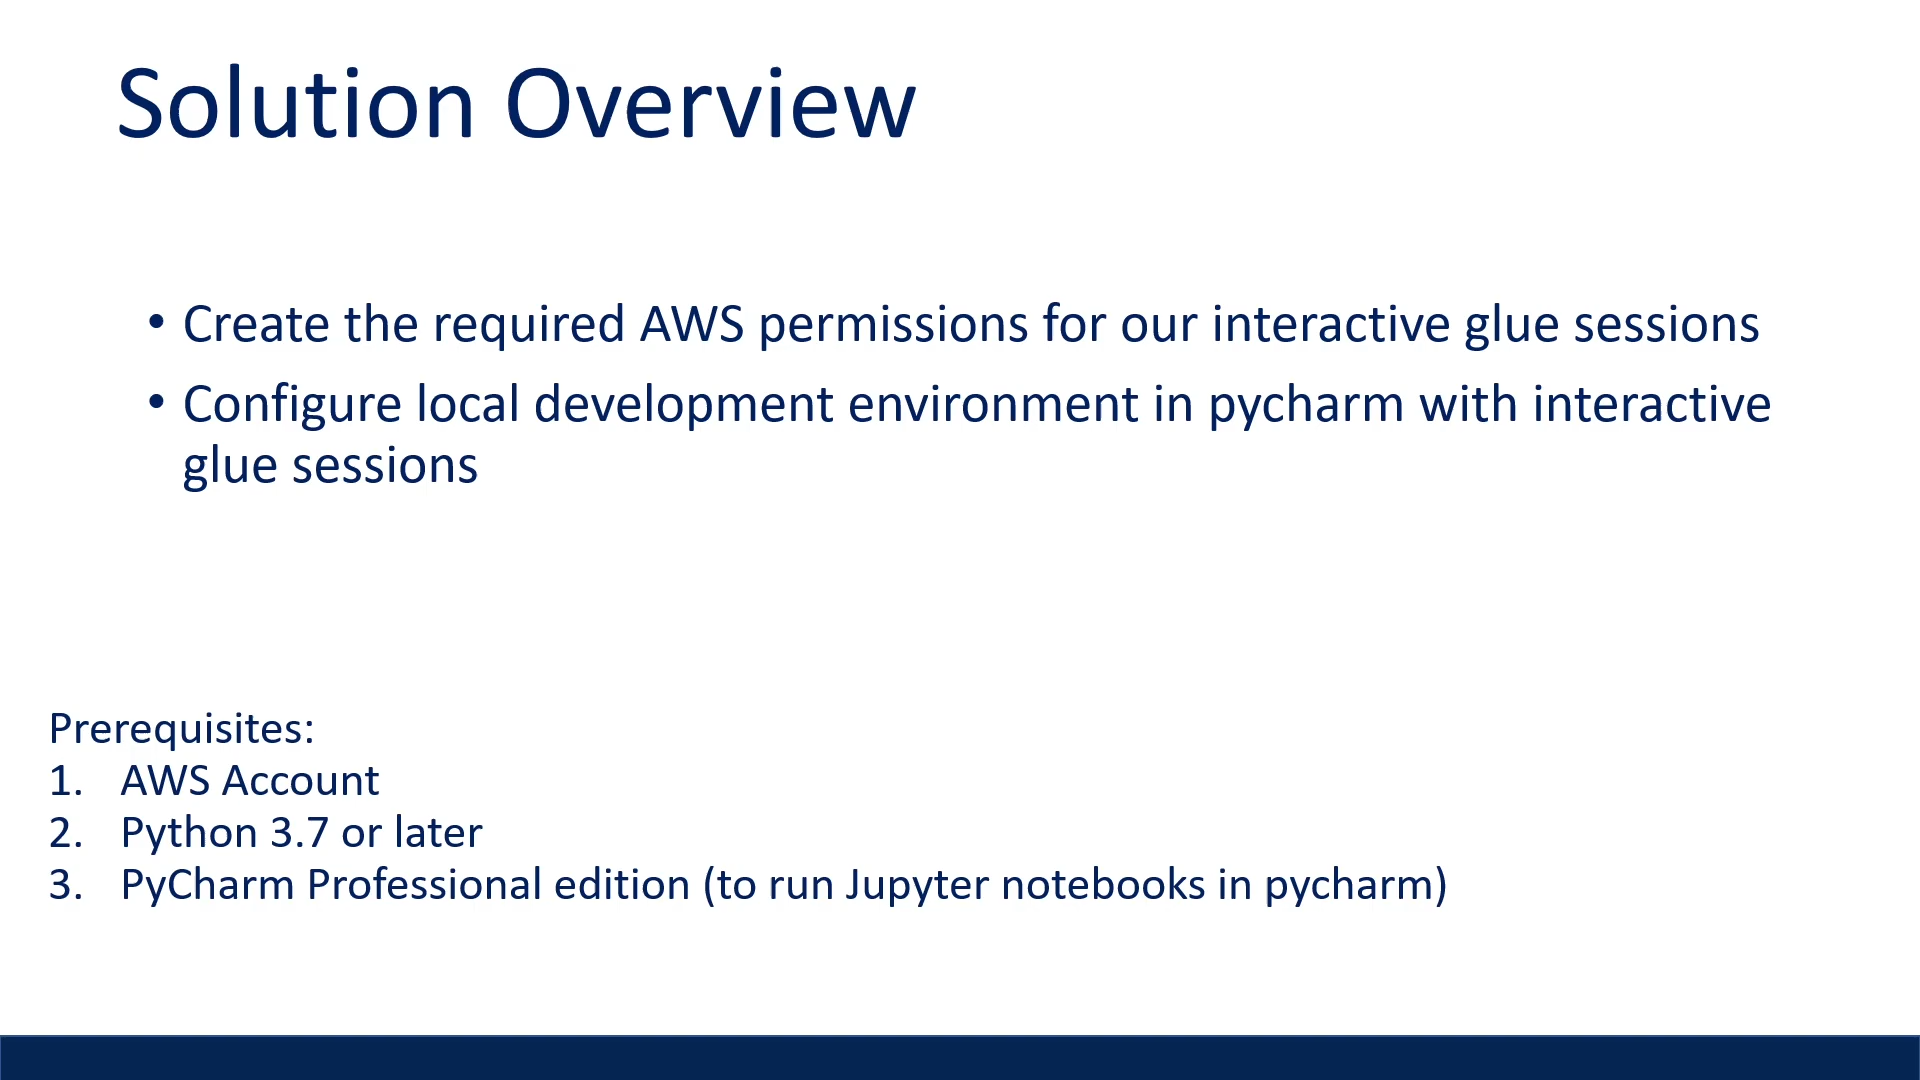 Solution Overview
• Create the required AWS permissions for our interactive glue sessions
• Configure local development environment in pycharm with interactive
glue sessions
Prerequisites:
1. AWS Account
2. Python 3.7 or later
3. PyCharm Professional edition (to run Jupyter notebooks in pycharm)